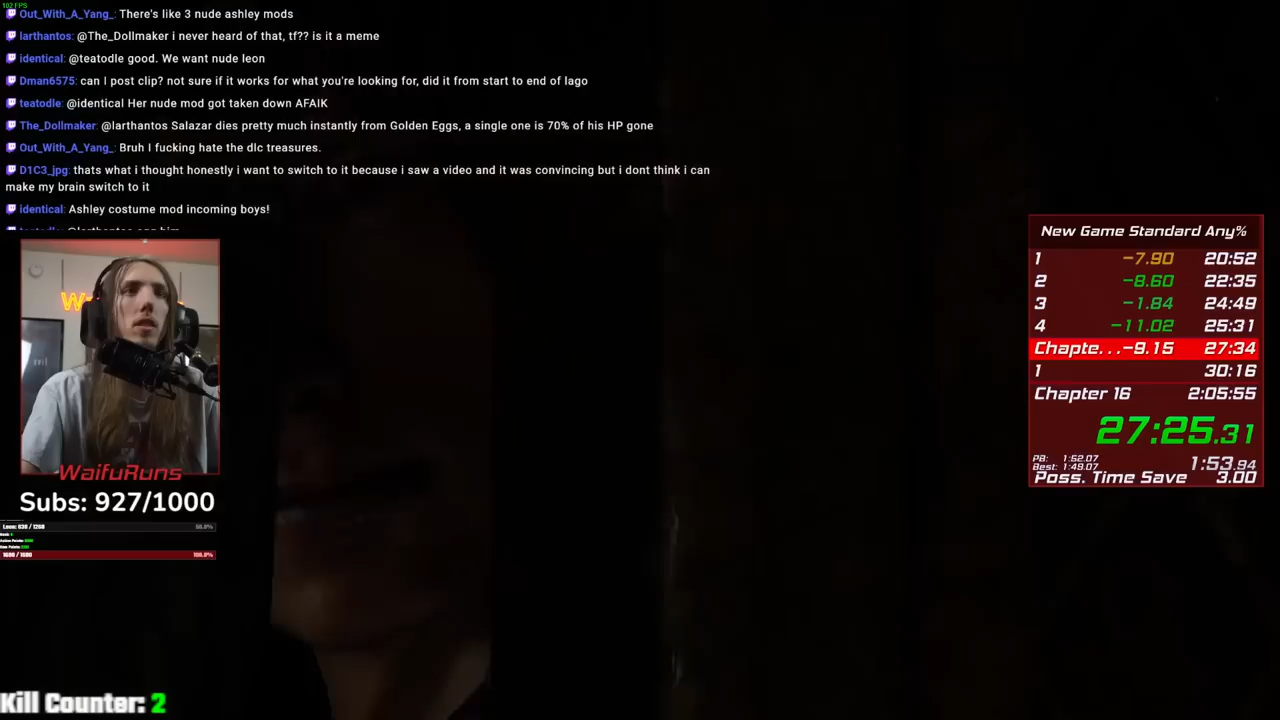 102 FPS
Out_With_A_Yang_: There's like 3 nude ashley mods
larthantos: @The_Dollmaker i never heard of that, tf?? is it a meme
identical: @teatodle good. We want nude leon
Dman6575: can I post clip? not sure if it works for what you're looking for, did it from start to end of lago
teatodle: @identical Her nude mod got taken down AFAIK
The_Dollmaker: @larthantos Salazar dies pretty much instantly from Golden Eggs, a single one is 70% of his HP gone
Out_With_A_Yang_: Bruh I fucking hate the dlc treasures.
D1C3_jpg: thats what i thought honestly i want to switch to it because i saw a video and it was convincing but i dont think i can
make my brain switch to it
identical: Ashley costume mod incoming boys!
WaifuRuns
Subs: 927/1000
Kill Counter: 2
New Game Standard Any%
1 -7.90 20:52
2 -8.60 22:35
3 -1.84 24:49
4 -11.02 25:31
Chapte...-9.15 27:34
1 30:16
Chapter 16 2:05:55
27:25.31
PB: 1:52.07
Best: 1:49.07 1:53.94
Poss. Time Save 3.00